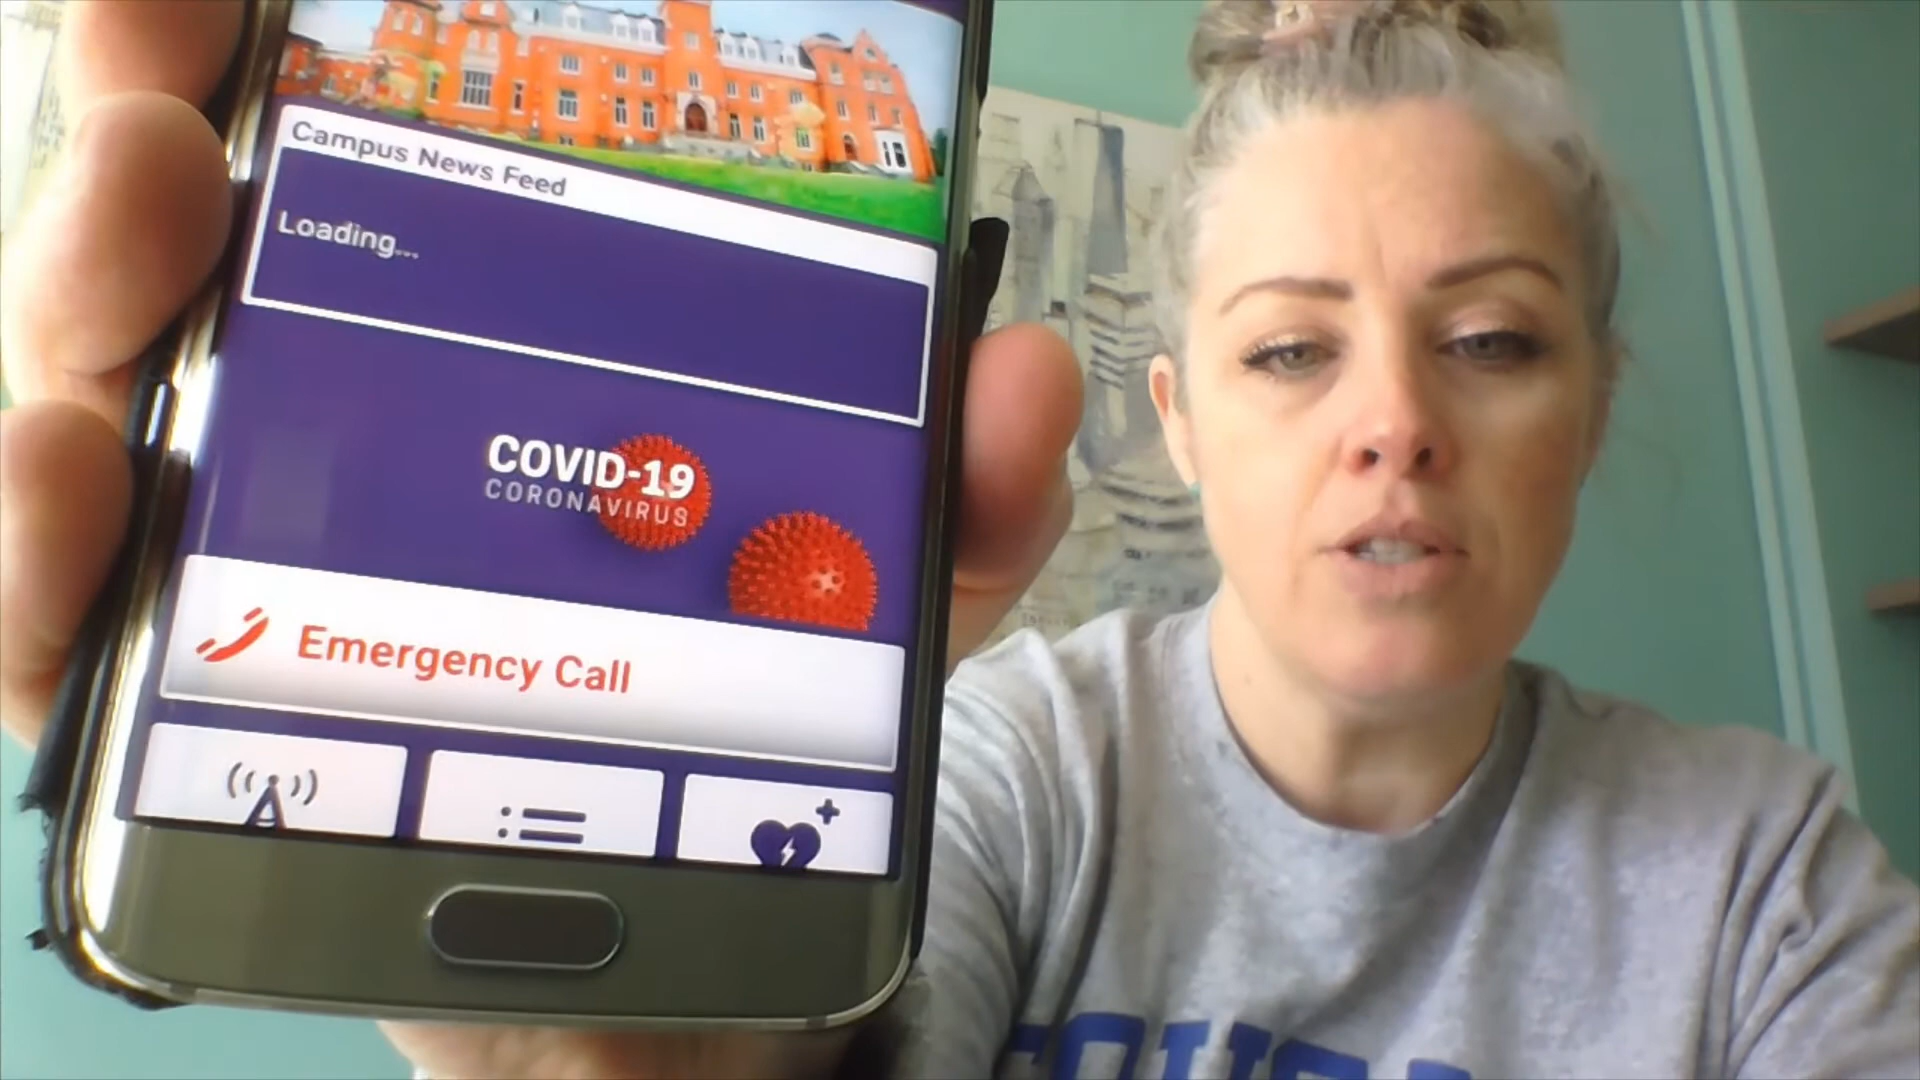 Campus News Feed
Loading...
COVID-19
CORONAVIRUS
Emergency Call